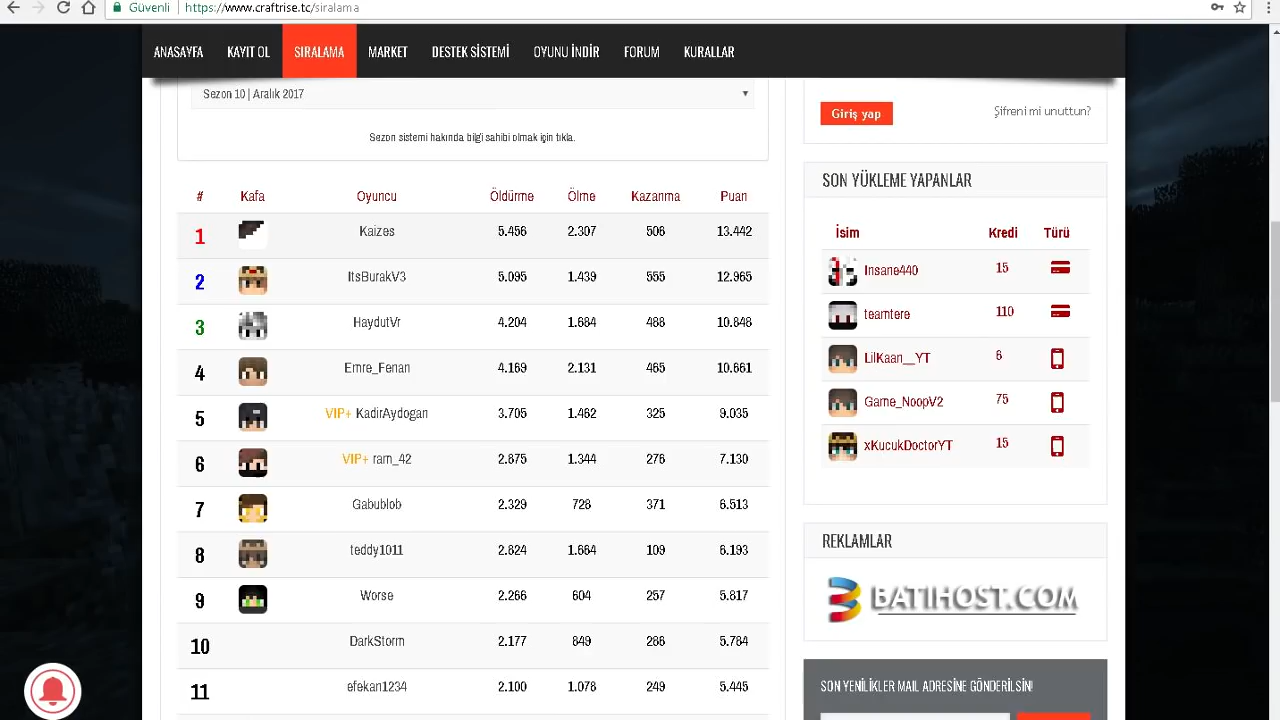 Güvenli https://www.craftrise.tc/siralama
ANASAYFA KAYIT OL SIRALAMA MARKET DESTEK SİSTEMİ OYUNU İNDİR FORUM KURALLAR
Sezon 10 | Aralık 2017
Sezon sistemi hakında bilgi sahibi olmak için tıkla.
# Kafa Oyuncu Öldürme Ölme Kazanma Puan
1 Kaizes 5.456 2.307 506 13.442
2 ItsBurakV3 5.095 1.439 555 12.965
3 HaydutVr 4.204 1.684 488 10.848
4 Emre_Fenan 4.169 2.131 465 10.661
5 VIP+ KadirAydogan 3.705 1.462 325 9.035
6 VIP+ ram_42 2.875 1.344 276 7.130
7 Gabublob 2.329 728 371 6.513
8 teddy1011 2.824 1.664 109 6.193
9 Worse 2.266 604 257 5.817
10 DarkStorm 2.177 849 286 5.784
11 efekan1234 2.100 1.078 249 5.445
Giriş yap Şifreni mi unuttun?
SON YÜKLEME YAPANLAR
İsim Kredi Türü
Insane440 15
teamtere 110
LilKaan__YT 6
Game_NoopV2 75
xKucukDoctorYT 15
REKLAMLAR
BATIHOST.COM
SON YENİLİKLER MAIL ADRESİNE GÖNDERİLSİN!